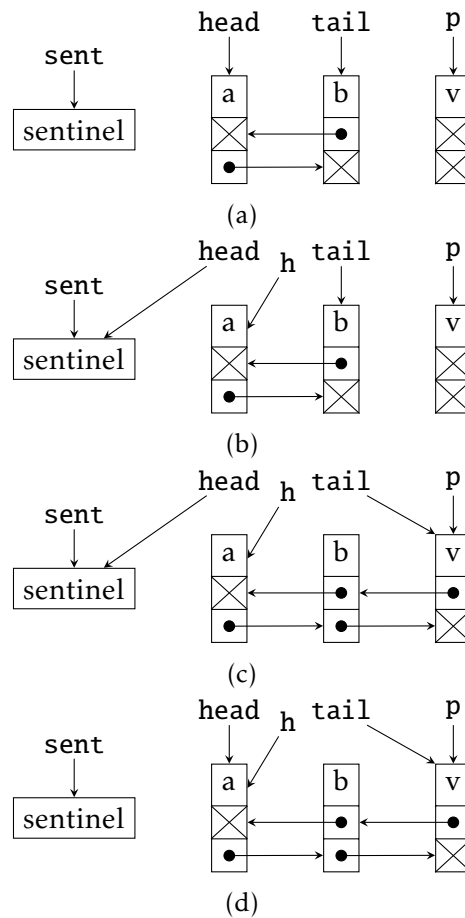 head tail p
sent
a b v
sentinel
(a)
head h tail p
sent
a b v
sentinel
(b)
head h tail p
sent
a b v
sentinel
(c)
head h tail p
sent
a b v
sentinel
(d)